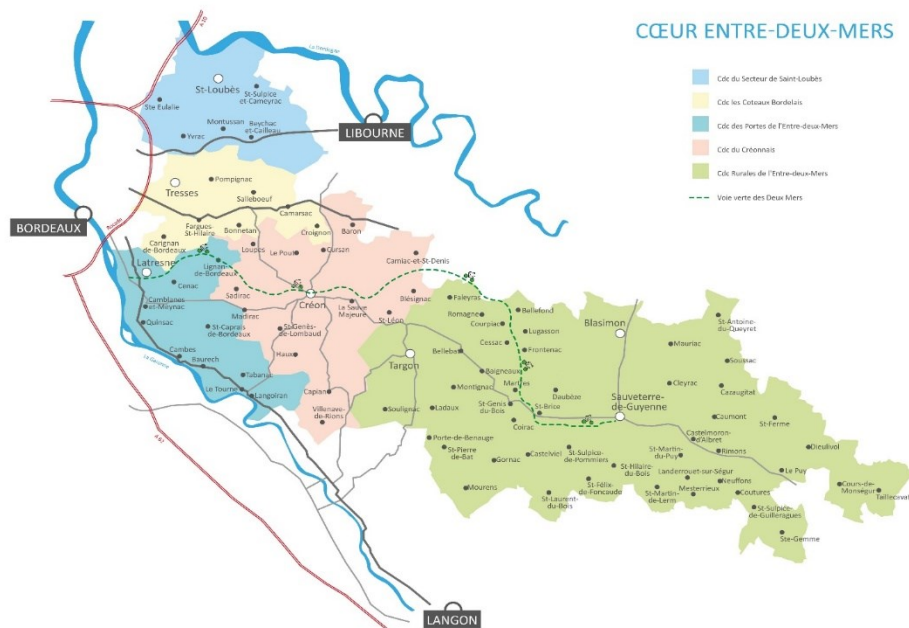 CŒUR ENTRE-DEUX-MERS
Cdc du Secteur de Saint-Loubès
Cdc les Coteaux Bordelais
Cdc des Portes de l'Entre-deux-Mers
Cdc du Créonnais
Cdc Rurales de l'Entre-deux-Mers
Voie verte des Deux Mers
La Dordogne
St-Loubès
St-Sulpice
et-Cameyrac
Ste Eulalie
Montussan
Beychac
et-Cailleau
Yvrac
LIBOURNE
Pompignac
Tresses
Salleboeuf
Camarsac
BORDEAUX
Rocade
Fargues-
St-Hilaire
Bonnetan
Croignon
Baron
Carignan
de-Bordeaux
Loupes
Le Pout
Cursan
Camiac-et-St-Denis
Latresne
Lignan-
de-Bordeaux
Cenac
Sadirac
Créon
La Sauve
Majeure
Blésignac
Faleyras
Camblanes
et-Meynac
Madirac
St-Léon
Romagne
Bellefond
St-Antoine
-du-Queyret
Quinsac
St-Caprais
de-Bordeaux
St-Genès
de-Lombaud
Courpiac
Lugasson
Blasimon
Cessac
Frontenac
Mauriac
Cambes
Haux
Targon
Bellebat
Soussac
La Garonne
Baurech
Tabanac
Baigneaux
Cleyrac
Cazaugitat
Le Tourne
Langoiran
Capian
Montignac
Martres
Daubèze
Sauveterre-
de-Guyenne
Villenave-
de-Rions
Soulignac
Ladaux
St-Genis
du-Bois
St-Brice
Coirac
Caumont
St-Ferme
Castelmoron-
d'Albret
Porte-de-Benauge
St-Pierre
de-Bat
Gornac
Castelviel
St-Sulpice
de-Pommiers
St-Martin
du-Puy
Rimons
Dieulivol
St-Hilaire
du-Bois
Landerrouet-sur-Ségur
Neuffons
Le Puy
Mourens
St-Laurent-
du-Bois
St-Félix
de-Foncaude
St-Martin
de-Lerm
Mesterrieux
Coutures
Cours-de-
Monségur
Taillecavat
St-Sulpice
de-Guilleragues
Ste-Gemme
LANGON